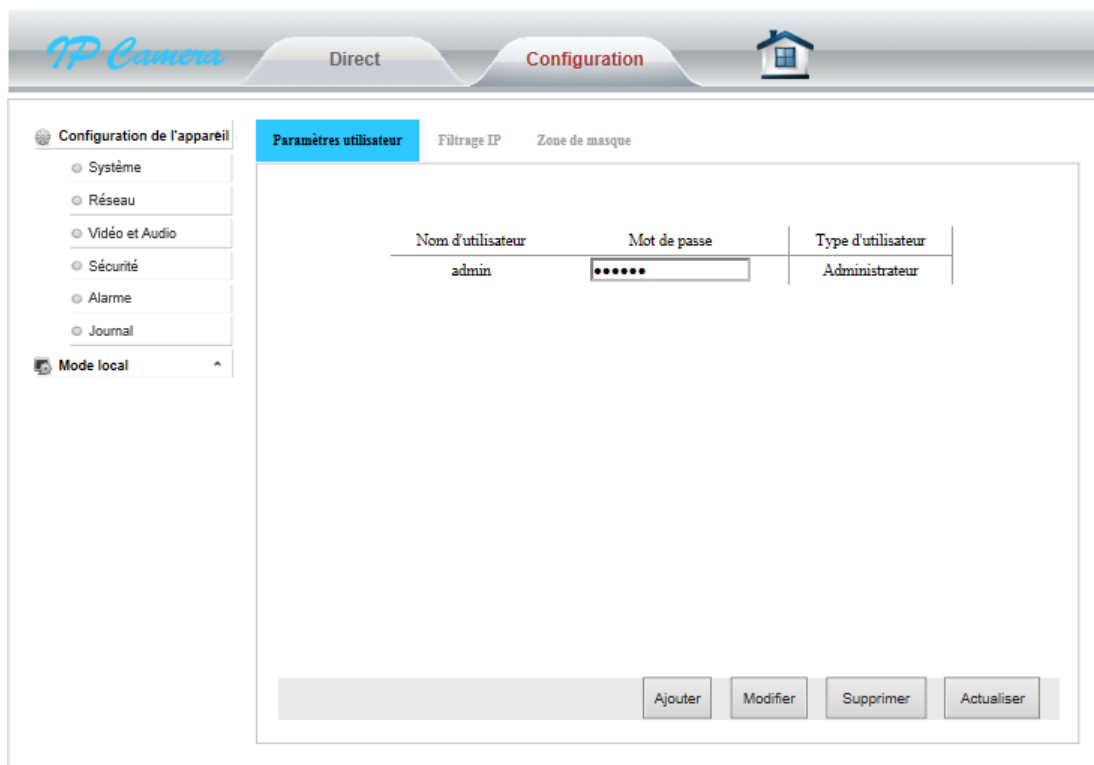 IP Camera
Direct
Configuration
Configuration de l'appareil
Système
Réseau
Vidéo et Audio
Sécurité
Alarme
Journal
Mode local
Paramètres utilisateur
Filtrage IP
Zone de masque
Nom d'utilisateur Mot de passe Type d'utilisateur
admin •••••• Administrateur
Ajouter Modifier Supprimer Actualiser